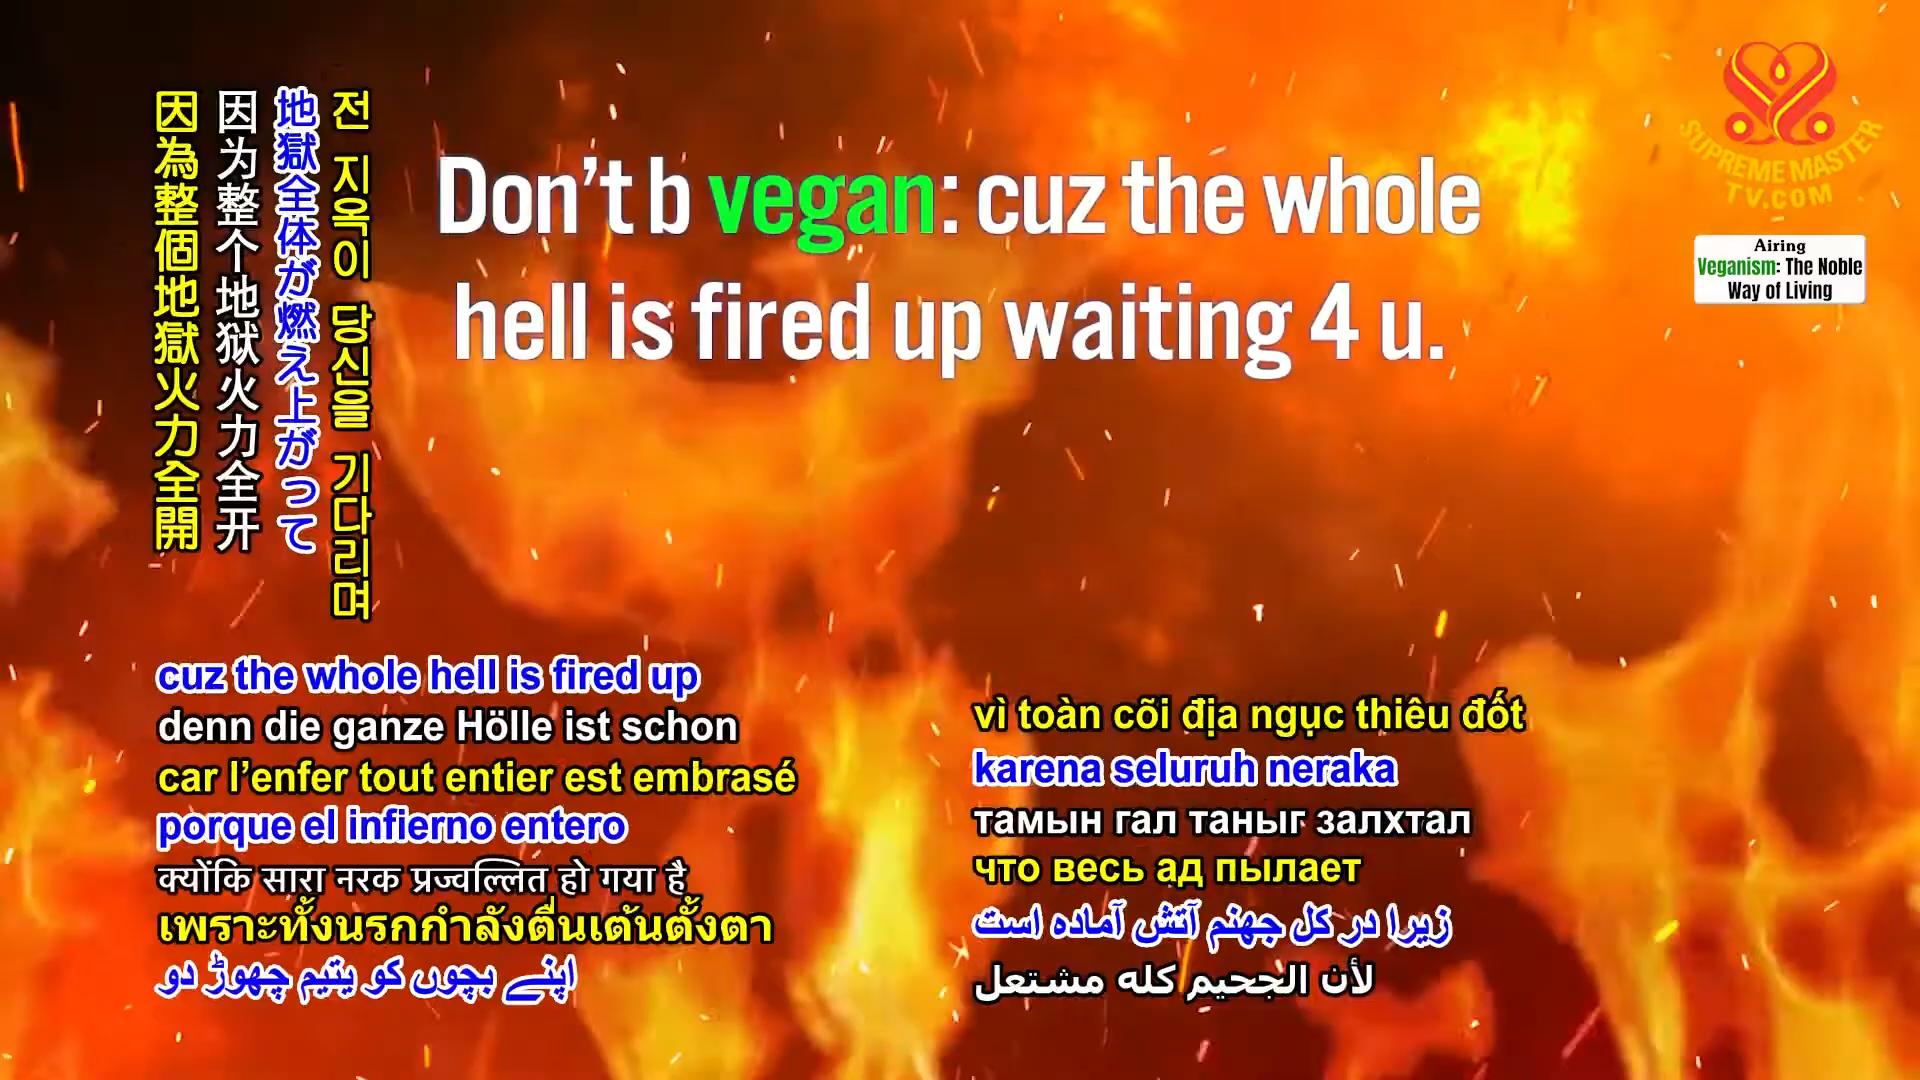 Don't b vegan: cuz the whole
hell is fired up waiting 4 u.
SUPREME MASTER
TV.COM
Airing
Veganism: The Noble
Way of Living
因為整個地獄火力全開
因为整个地狱火力全开
地獄全体が燃え上がって
전 지옥이 당신을 기다리며
cuz the whole hell is fired up
denn die ganze Hölle ist schon
car l'enfer tout entier est embrasé
porque el infierno entero
क्योंकि सारा नरक प्रज्वल्लित हो गया है
เพราะทั้งนรกกำลังตื่นเต้นตั้งตา
اپنے بچوں کو یتیم چھوڑ دو
vì toàn cõi địa ngục thiêu đốt
karena seluruh neraka
тамын гал таныг залхтал
что весь ад пылает
زیرا در کل جهنم آتش آماده است
لأن الجحيم كله مشتعل